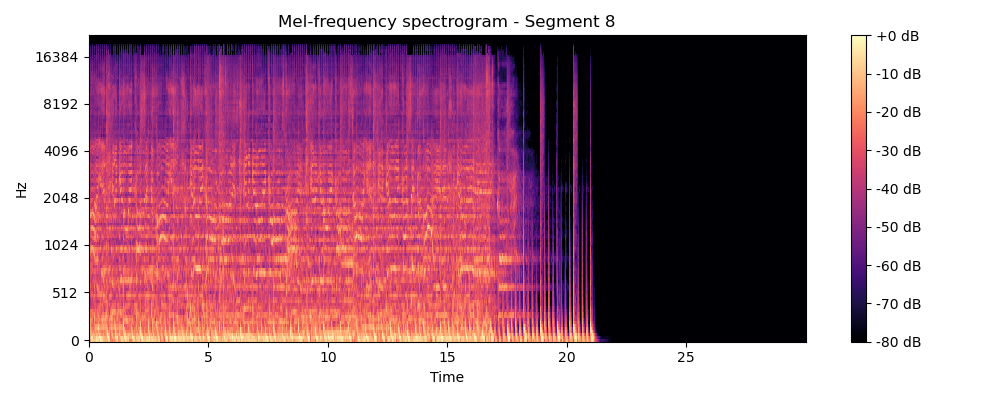 Mel-frequency spectrogram - Segment 8
Hz
16384
8192
4096
2048
1024
512
0
0 5 10 15 20 25
Time
+0 dB
-10 dB
-20 dB
-30 dB
-40 dB
-50 dB
-60 dB
-70 dB
-80 dB